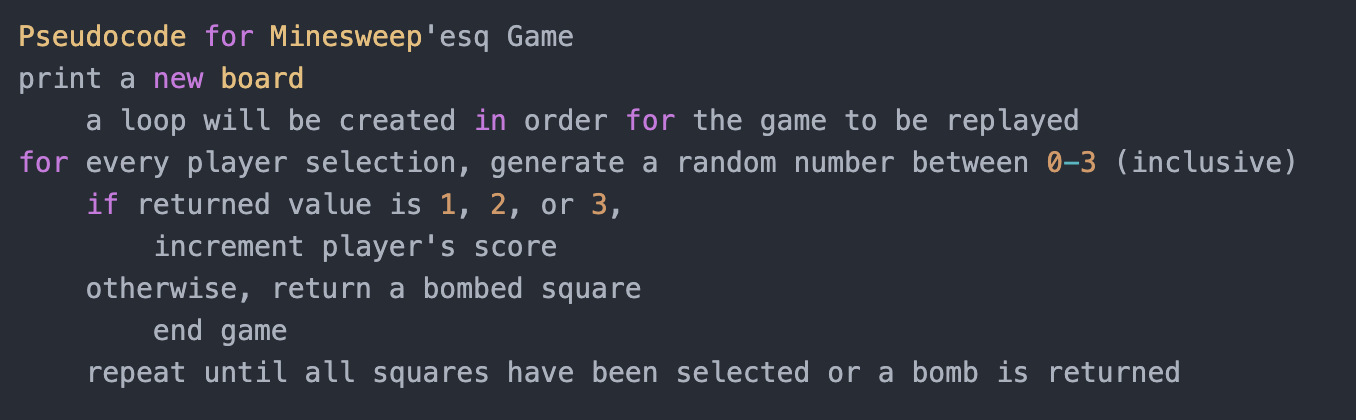 Pseudocode for Minesweep'esq Game
print a new board
a loop will be created in order for the game to be replayed
for every player selection, generate a random number between 0-3 (inclusive)
if returned value is 1, 2, or 3,
increment player's score
otherwise, return a bombed square
end game
repeat until all squares have been selected or a bomb is returned